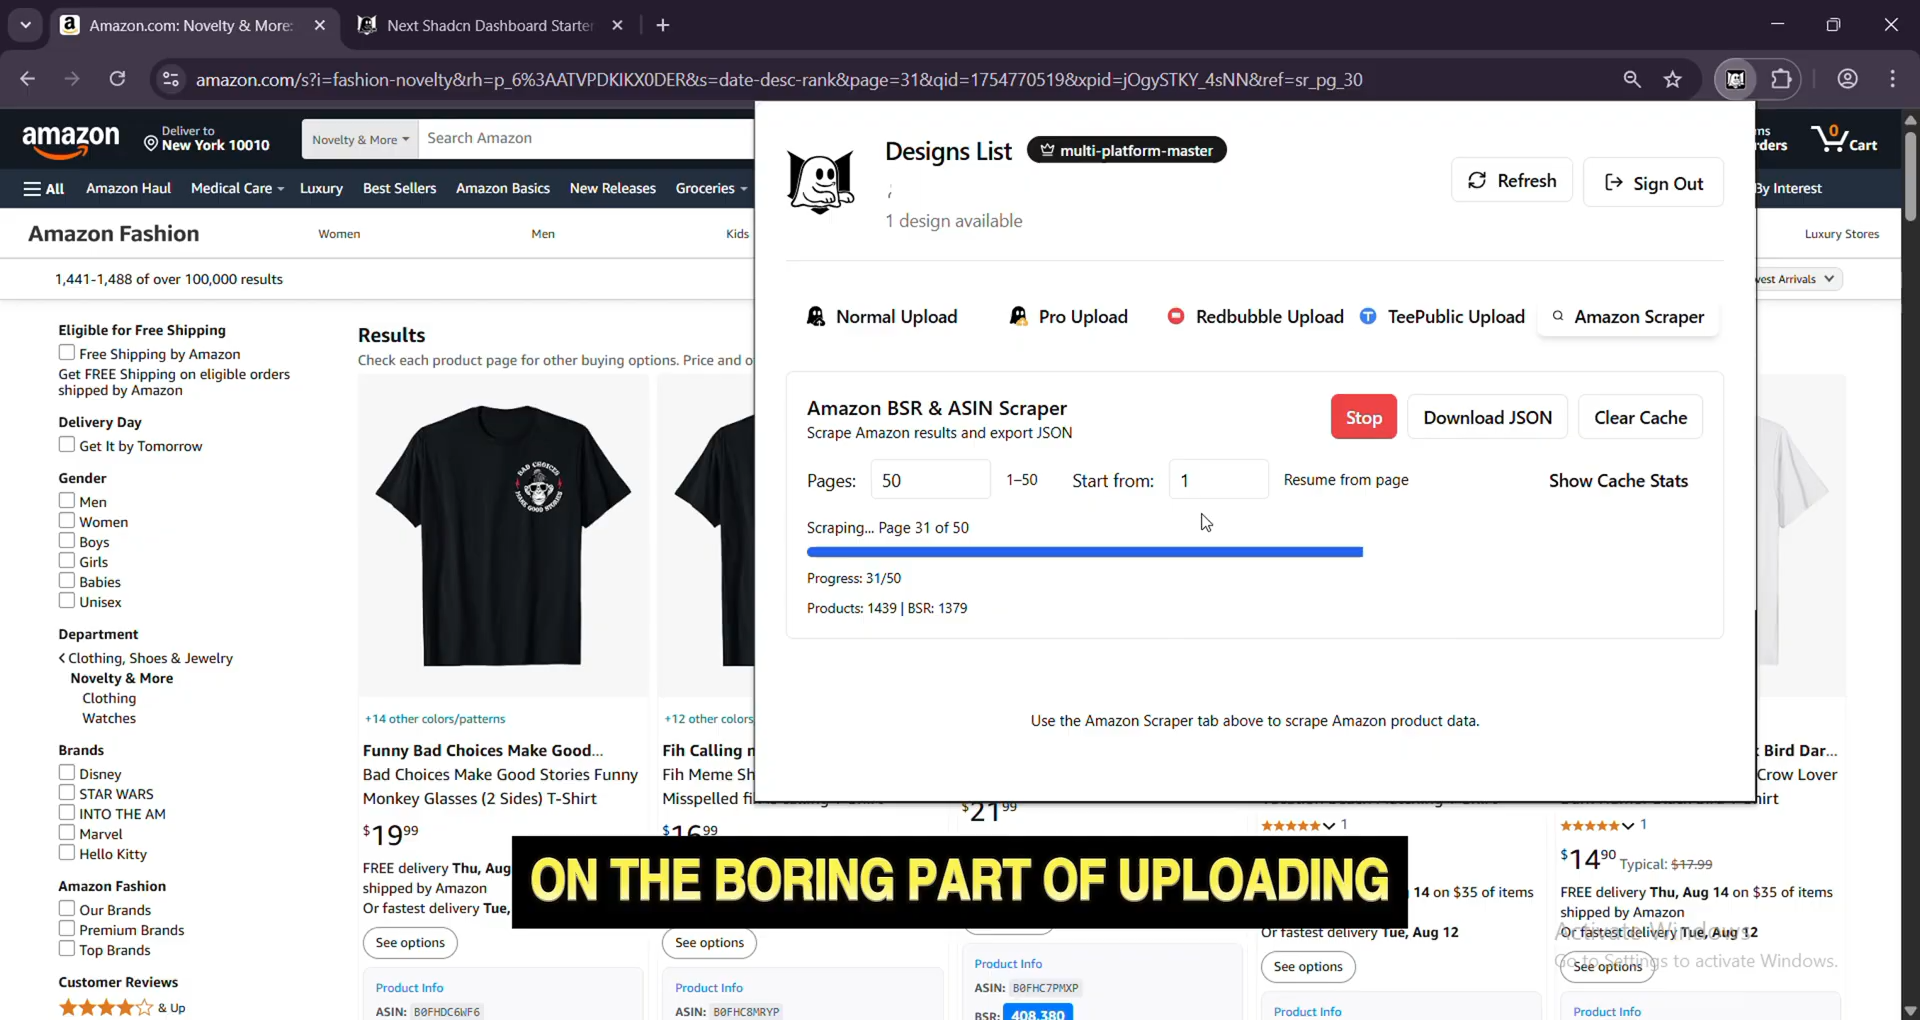 Amazon.com: Novelty & More:
Next Shadcn Dashboard Starter
amazon.com/s?i=fashion-novelty&rh=p_6%3AATVPDKIKX0DER&s=date-desc-rank&page=31&qid=1754770519&xpid=jOgySTKY_4sNN&ref=sr_pg_30
amazon
Deliver to
New York 10010
Novelty & More
Search Amazon
0
Cart
All
Amazon Haul
Medical Care
Luxury
Best Sellers
Amazon Basics
New Releases
Groceries
By Interest
Amazon Fashion
Women
Men
Kids
Luxury Stores
1,441-1,488 of over 100,000 results
Arrivals
Designs List
multi-platform-master
1 design available
Refresh
Sign Out
Normal Upload
Pro Upload
Redbubble Upload
T TeePublic Upload
Amazon Scraper
Amazon BSR & ASIN Scraper
Scrape Amazon results and export JSON
Stop
Download JSON
Clear Cache
Pages: 50 1–50
Start from: 1
Resume from page
Show Cache Stats
Scraping... Page 31 of 50
Progress: 31/50
Products: 1439 | BSR: 1379
Use the Amazon Scraper tab above to scrape Amazon product data.
Eligible for Free Shipping
Free Shipping by Amazon
Get FREE Shipping on eligible orders
shipped by Amazon
Delivery Day
Get It by Tomorrow
Gender
Men
Women
Boys
Girls
Babies
Unisex
Department
Clothing, Shoes & Jewelry
Novelty & More
Clothing
Watches
Brands
Disney
STAR WARS
INTO THE AM
Marvel
Hello Kitty
Amazon Fashion
Our Brands
Premium Brands
Top Brands
Customer Reviews
& Up
Results
Check each product page for other buying options. Price and o
BAD CHOICES
MAKE GOOD STORIES
+14 other colors/patterns
Funny Bad Choices Make Good...
Bad Choices Make Good Stories Funny
Monkey Glasses (2 Sides) T-Shirt
$19.99
FREE delivery Thu, Aug
shipped by Amazon
Or fastest delivery Tue,
See options
Product Info
ASIN: B0FHDC6WF6
+12 other colors
Fih Calling
Fih Meme Sh
Misspelled
$16.99
See options
Product Info
ASIN: B0FHC8MRYP
$21.99
Product Info
ASIN: B0FHC7PMXP
BSR: 408,380
1
14 on $35 of items
Or fastest delivery Tue, Aug 12
See options
Product Info
Bird Dar...
Crow Lover
hirt
1
$14.90 Typical: $17.99
FREE delivery Thu, Aug 14 on $35 of items
shipped by Amazon
Or fastest delivery Tue, Aug 12
See options
Product Info
ON THE BORING PART OF UPLOADING
Activate Windows
Go to Settings to activate Windows.